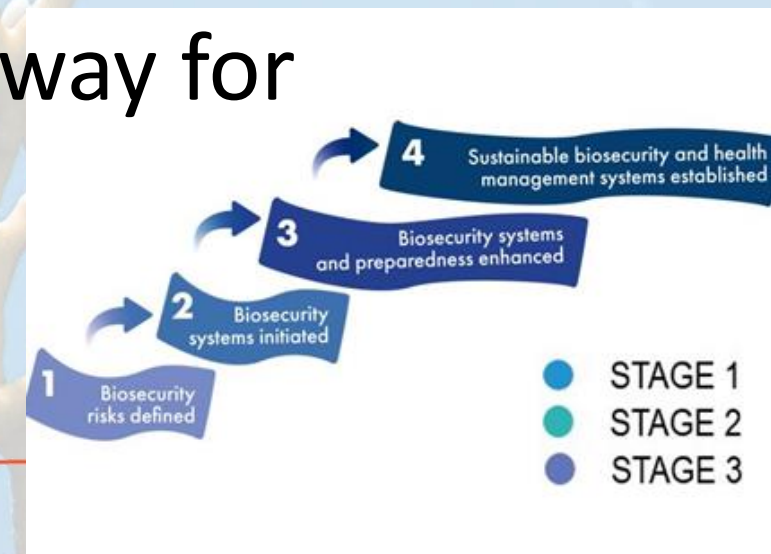 way for
4
Sustainable biosecurity and health
management systems established
3
Biosecurity systems
and preparedness enhanced
2
Biosecurity
systems initiated
1
Biosecurity
risks defined
STAGE 1
STAGE 2
STAGE 3